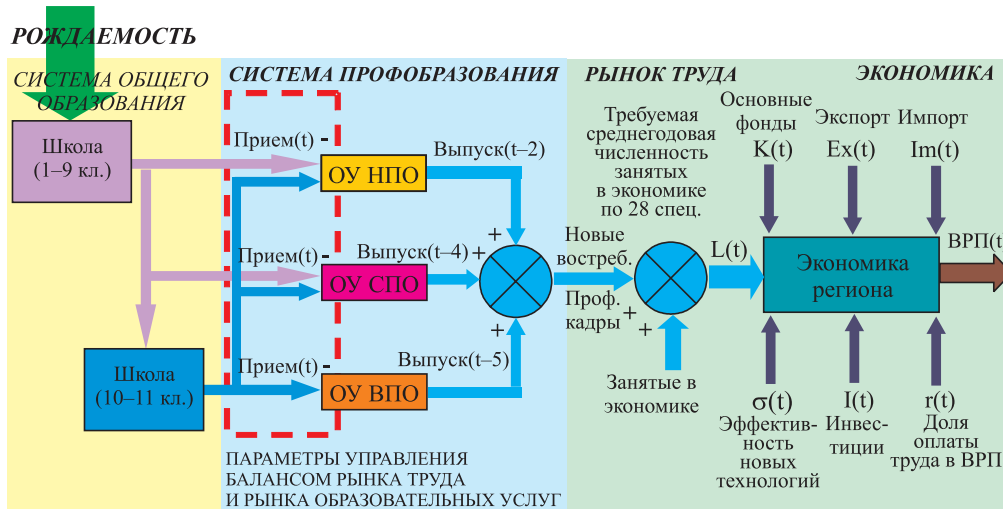 РОЖДАЕМОСТЬ
СИСТЕМА ОБЩЕГО
ОБРАЗОВАНИЯ
Школа
(1–9 кл.)
Школа
(10–11 кл.)
СИСТЕМА ПРОФОБРАЗОВАНИЯ
Прием(t) -
ОУ НПО
Выпуск(t–2)
Прием(t) -
ОУ СПО
Выпуск(t–4)
Прием(t) -
ОУ ВПО
Выпуск(t–5)
+
+
+
ПАРАМЕТРЫ УПРАВЛЕНИЯ
БАЛАНСОМ РЫНКА ТРУДА
И РЫНКА ОБРАЗОВАТЕЛЬНЫХ УСЛУГ
РЫНОК ТРУДА
Требуемая
среднегодовая
численность
занятых
в экономике
по 28 спец.
Новые
востреб.
Проф.
кадры
+
+
Занятые в
экономике
L(t)
ЭКОНОМИКА
Основные
фонды
K(t)
Экспорт
Ex(t)
Импорт
Im(t)
Экономика
региона
ВРП(t)
σ(t)
Эффектив-
ность
новых
технологий
I(t)
Инвес-
тиции
r(t)
Доля
оплаты
труда в ВРП